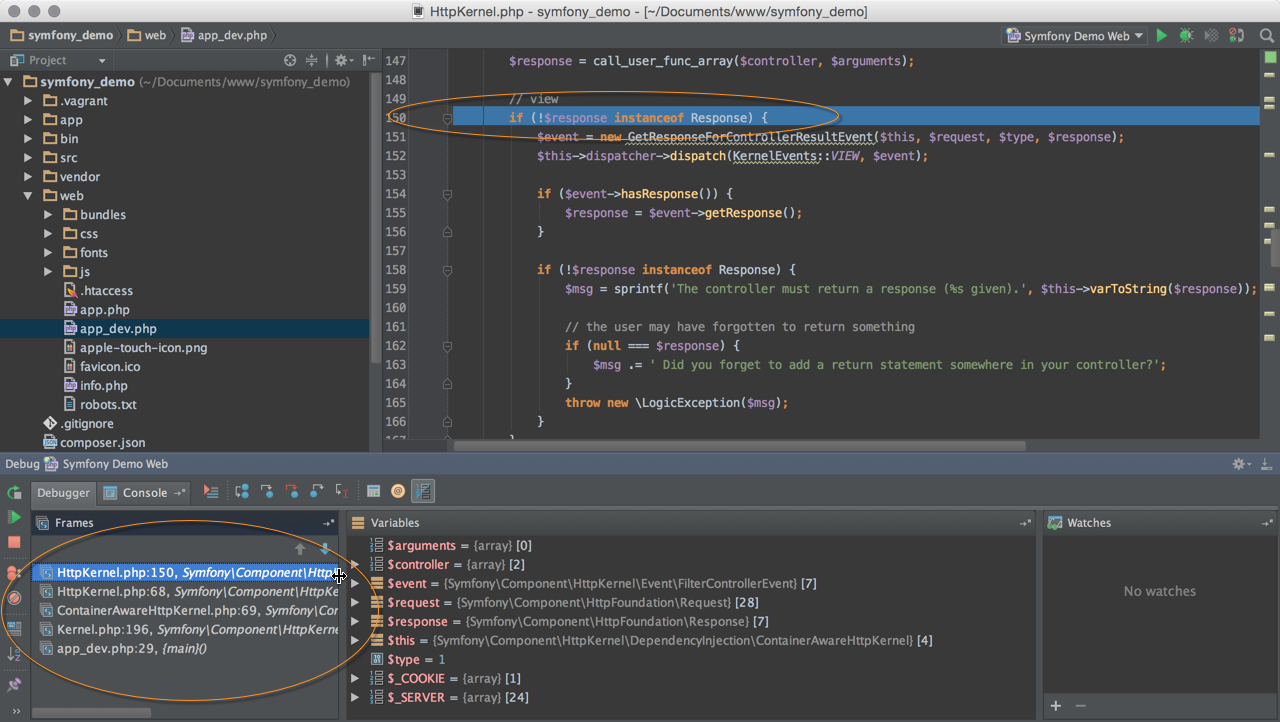 HttpKernel.php - symfony_demo - [~/Documents/www/symfony_demo]
symfony_demo
web
app_dev.php
Symfony Demo Web
Project
symfony_demo (~/Documents/www/symfony_demo)
.vagrant
app
bin
src
vendor
web
bundles
css
fonts
js
.htaccess
app.php
app_dev.php
apple-touch-icon.png
favicon.ico
info.php
robots.txt
.gitignore
composer.json
147 $response = call_user_func_array($controller, $arguments);
148
149 // view
150 if (!$response instanceof Response) {
151 $event = new GetResponseForControllerResultEvent($this, $request, $type, $response);
152 $this->dispatcher->dispatch(KernelEvents::VIEW, $event);
153
154 if ($event->hasResponse()) {
155 $response = $event->getResponse();
156 }
157
158 if (!$response instanceof Response) {
159 $msg = sprintf('The controller must return a response (%s given).', $this->varToString($response));
160
161 // the user may have forgotten to return something
162 if (null === $response) {
163 $msg .= ' Did you forget to add a return statement somewhere in your controller?';
164 }
165 throw new \LogicException($msg);
166 }
167 }
Debug Symfony Demo Web
Debugger
Console
Frames
HttpKernel.php:150, Symfony\Component\Http
HttpKernel.php:68, Symfony\Component\HttpKe
ContainerAwareHttpKernel.php:69, Symfony\Co
Kernel.php:196, Symfony\Component\HttpKerne
app_dev.php:29, {main}()
Variables
$arguments = {array} [0]
$controller = {array} [2]
$event = {Symfony\Component\HttpKernel\Event\FilterControllerEvent} [7]
$request = {Symfony\Component\HttpFoundation\Request} [28]
$response = {Symfony\Component\HttpFoundation\Response} [7]
$this = {Symfony\Component\HttpKernel\DependencyInjection\ContainerAwareHttpKernel} [4]
$type = 1
$_COOKIE = {array} [1]
$_SERVER = {array} [24]
Watches
No watches